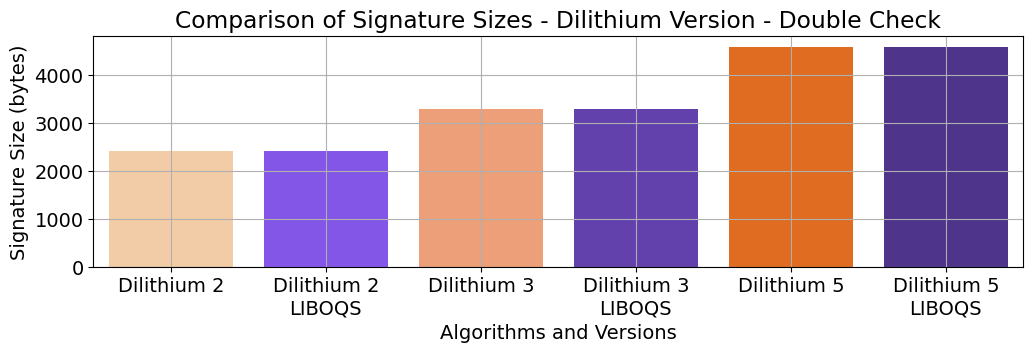 Comparison of Signature Sizes - Dilithium Version - Double Check
Signature Size (bytes)
4000
3000
2000
1000
0
Dilithium 2
Dilithium 2
LIBOQS
Dilithium 3
Dilithium 3
LIBOQS
Dilithium 5
Dilithium 5
LIBOQS
Algorithms and Versions